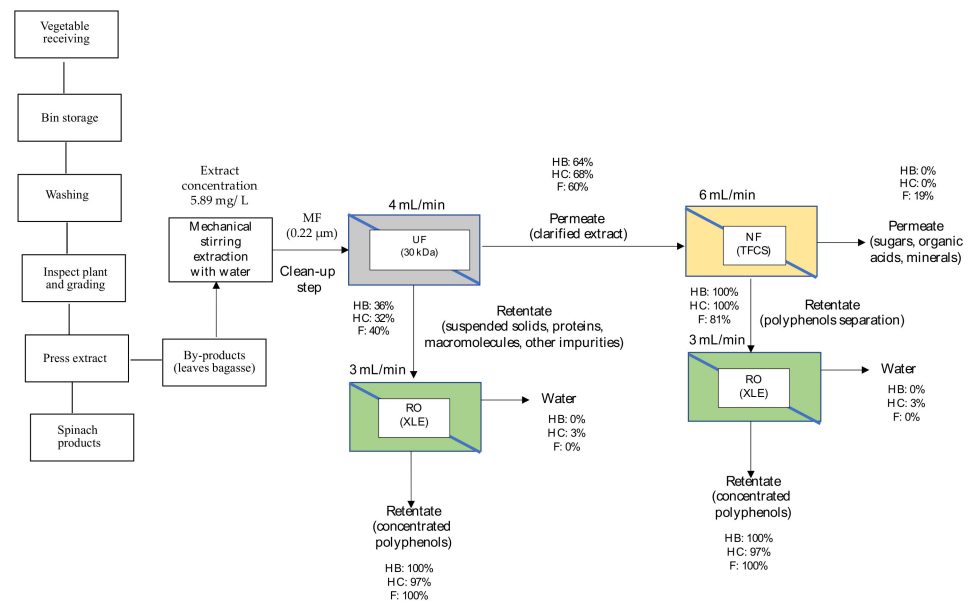 Vegetable
receiving
Bin storage
Washing
Inspect plant
and grading
Press extract
Spinach
products
By-products
(leaves bagasse)
Extract
concentration
5.89 mg/ L
Mechanical
stirring
extraction
with water
MF
(0.22 µm)
Clean-up
step
4 mL/min
UF
(30 kDa)
HB: 64%
HC: 68%
F: 60%
Permeate
(clarified extract)
HB: 36%
HC: 32%
F: 40%
Retentate
(suspended solids, proteins,
macromolecules, other impurities)
3 mL/min
RO
(XLE)
Water
HB: 0%
HC: 3%
F: 0%
Retentate
(concentrated
polyphenols)
HB: 100%
HC: 97%
F: 100%
6 mL/min
NF
(TFCS)
HB: 0%
HC: 0%
F: 19%
Permeate
(sugars, organic
acids, minerals)
HB: 100%
HC: 100%
F: 81%
Retentate
(polyphenols separation)
3 mL/min
RO
(XLE)
Water
HB: 0%
HC: 3%
F: 0%
Retentate
(concentrated
polyphenols)
HB: 100%
HC: 97%
F: 100%